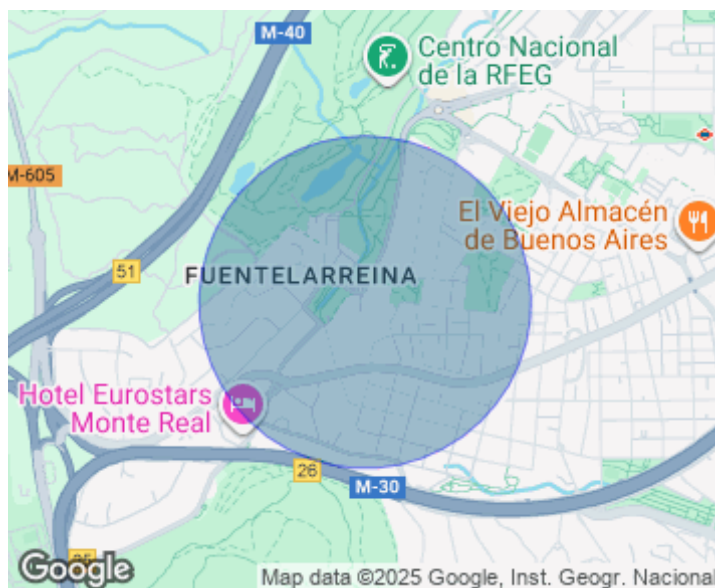 M-40
Centro Nacional
de la RFEG
M-605
El Viejo Almacén
de Buenos Aires
51
FUENTELARREINA
Hotel Eurostars
Monte Real
26
M-30
Google
Map data ©2025 Google, Inst. Geogr. Nacional